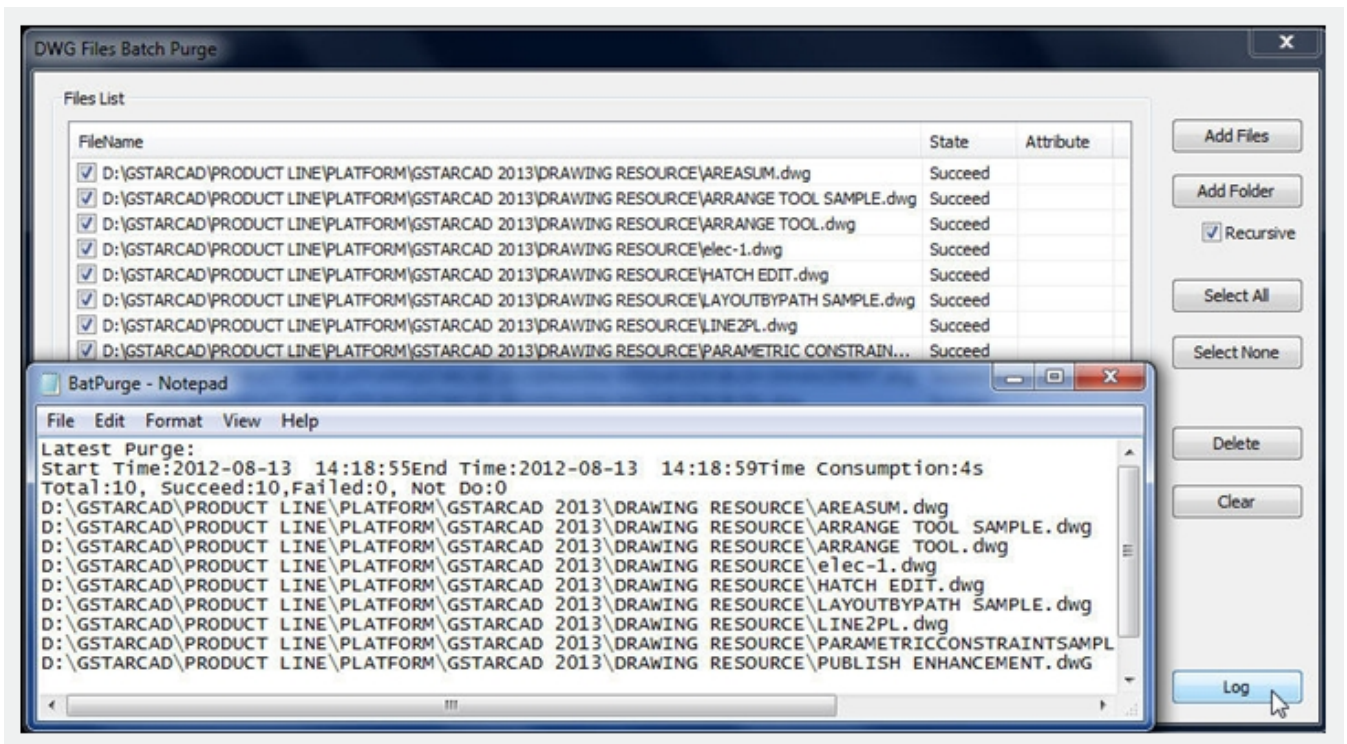 DWG Files Batch Purge
Files List
FileName State Attribute
D:\GSTARCAD\PRODUCT LINE\PLATFORM\GSTARCAD 2013\DRAWING RESOURCE\AREASUM.dwg Succeed
D:\GSTARCAD\PRODUCT LINE\PLATFORM\GSTARCAD 2013\DRAWING RESOURCE\ARRANGE TOOL SAMPLE.dwg Succeed
D:\GSTARCAD\PRODUCT LINE\PLATFORM\GSTARCAD 2013\DRAWING RESOURCE\ARRANGE TOOL.dwg Succeed
D:\GSTARCAD\PRODUCT LINE\PLATFORM\GSTARCAD 2013\DRAWING RESOURCE\elec-1.dwg Succeed
D:\GSTARCAD\PRODUCT LINE\PLATFORM\GSTARCAD 2013\DRAWING RESOURCE\HATCH EDIT.dwg Succeed
D:\GSTARCAD\PRODUCT LINE\PLATFORM\GSTARCAD 2013\DRAWING RESOURCE\LAYOUTBYPATH SAMPLE.dwg Succeed
D:\GSTARCAD\PRODUCT LINE\PLATFORM\GSTARCAD 2013\DRAWING RESOURCE\LINE2PL.dwg Succeed
D:\GSTARCAD\PRODUCT LINE\PLATFORM\GSTARCAD 2013\DRAWING RESOURCE\PARAMETRIC CONSTRAIN... Succeed
Add Files
Add Folder
Recursive
Select All
Select None
Delete
Clear
Log
BatPurge - Notepad
File Edit Format View Help
Latest Purge:
Start Time:2012-08-13 14:18:55End Time:2012-08-13 14:18:59Time Consumption:4s
Total:10, Succeed:10,Failed:0, Not Do:0
D:\GSTARCAD\PRODUCT LINE\PLATFORM\GSTARCAD 2013\DRAWING RESOURCE\AREASUM.dwg
D:\GSTARCAD\PRODUCT LINE\PLATFORM\GSTARCAD 2013\DRAWING RESOURCE\ARRANGE TOOL SAMPLE.dwg
D:\GSTARCAD\PRODUCT LINE\PLATFORM\GSTARCAD 2013\DRAWING RESOURCE\ARRANGE TOOL.dwg
D:\GSTARCAD\PRODUCT LINE\PLATFORM\GSTARCAD 2013\DRAWING RESOURCE\elec-1.dwg
D:\GSTARCAD\PRODUCT LINE\PLATFORM\GSTARCAD 2013\DRAWING RESOURCE\HATCH EDIT.dwg
D:\GSTARCAD\PRODUCT LINE\PLATFORM\GSTARCAD 2013\DRAWING RESOURCE\LAYOUTBYPATH SAMPLE.dwg
D:\GSTARCAD\PRODUCT LINE\PLATFORM\GSTARCAD 2013\DRAWING RESOURCE\LINE2PL.dwg
D:\GSTARCAD\PRODUCT LINE\PLATFORM\GSTARCAD 2013\DRAWING RESOURCE\PARAMETRICCONSTRAINTSAMPL
D:\GSTARCAD\PRODUCT LINE\PLATFORM\GSTARCAD 2013\DRAWING RESOURCE\PUBLISH ENHANCEMENT.dwG